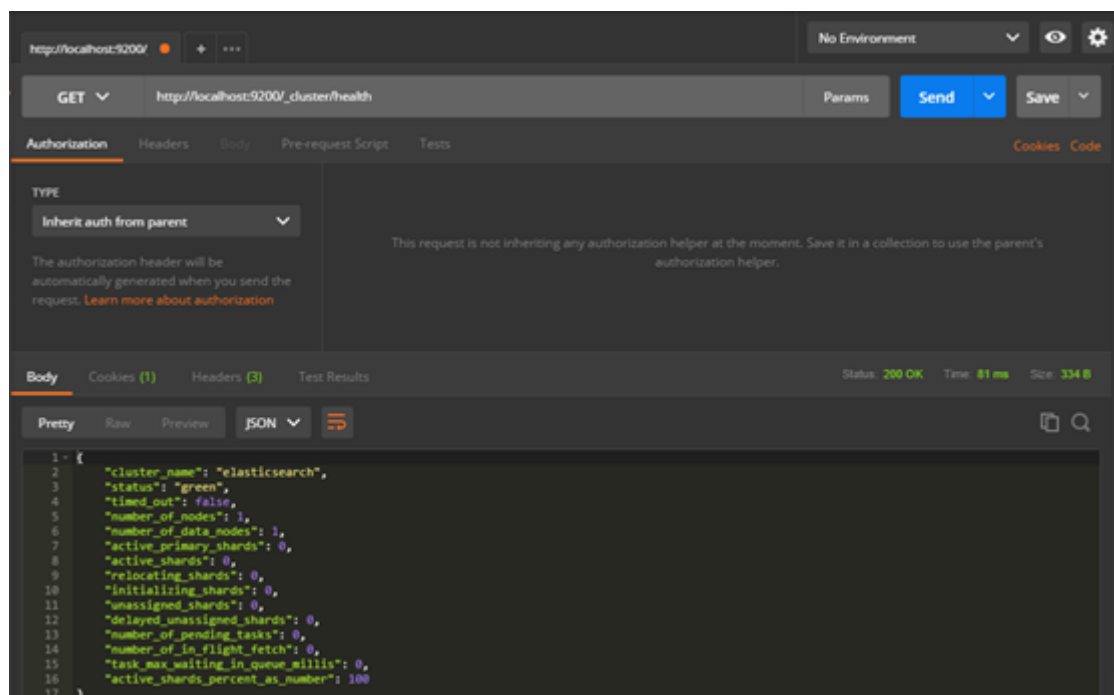 http://localhost:9200/ + ···
No Environment
GET http://localhost:9200/_cluster/health Params Send Save
Authorization Headers Body Pre-request Script Tests Cookies Code
TYPE
Inherit auth from parent
The authorization header will be
automatically generated when you send the
request. Learn more about authorization
This request is not inheriting any authorization helper at the moment. Save it in a collection to use the parent's
authorization helper.
Body Cookies (1) Headers (3) Test Results Status: 200 OK Time: 81 ms Size: 334 B
Pretty Raw Preview JSON
1 {
2 "cluster_name": "elasticsearch",
3 "status": "green",
4 "timed_out": false,
5 "number_of_nodes": 1,
6 "number_of_data_nodes": 1,
7 "active_primary_shards": 0,
8 "active_shards": 0,
9 "relocating_shards": 0,
10 "initializing_shards": 0,
11 "unassigned_shards": 0,
12 "delayed_unassigned_shards": 0,
13 "number_of_pending_tasks": 0,
14 "number_of_in_flight_fetch": 0,
15 "task_max_waiting_in_queue_millis": 0,
16 "active_shards_percent_as_number": 100
17 }